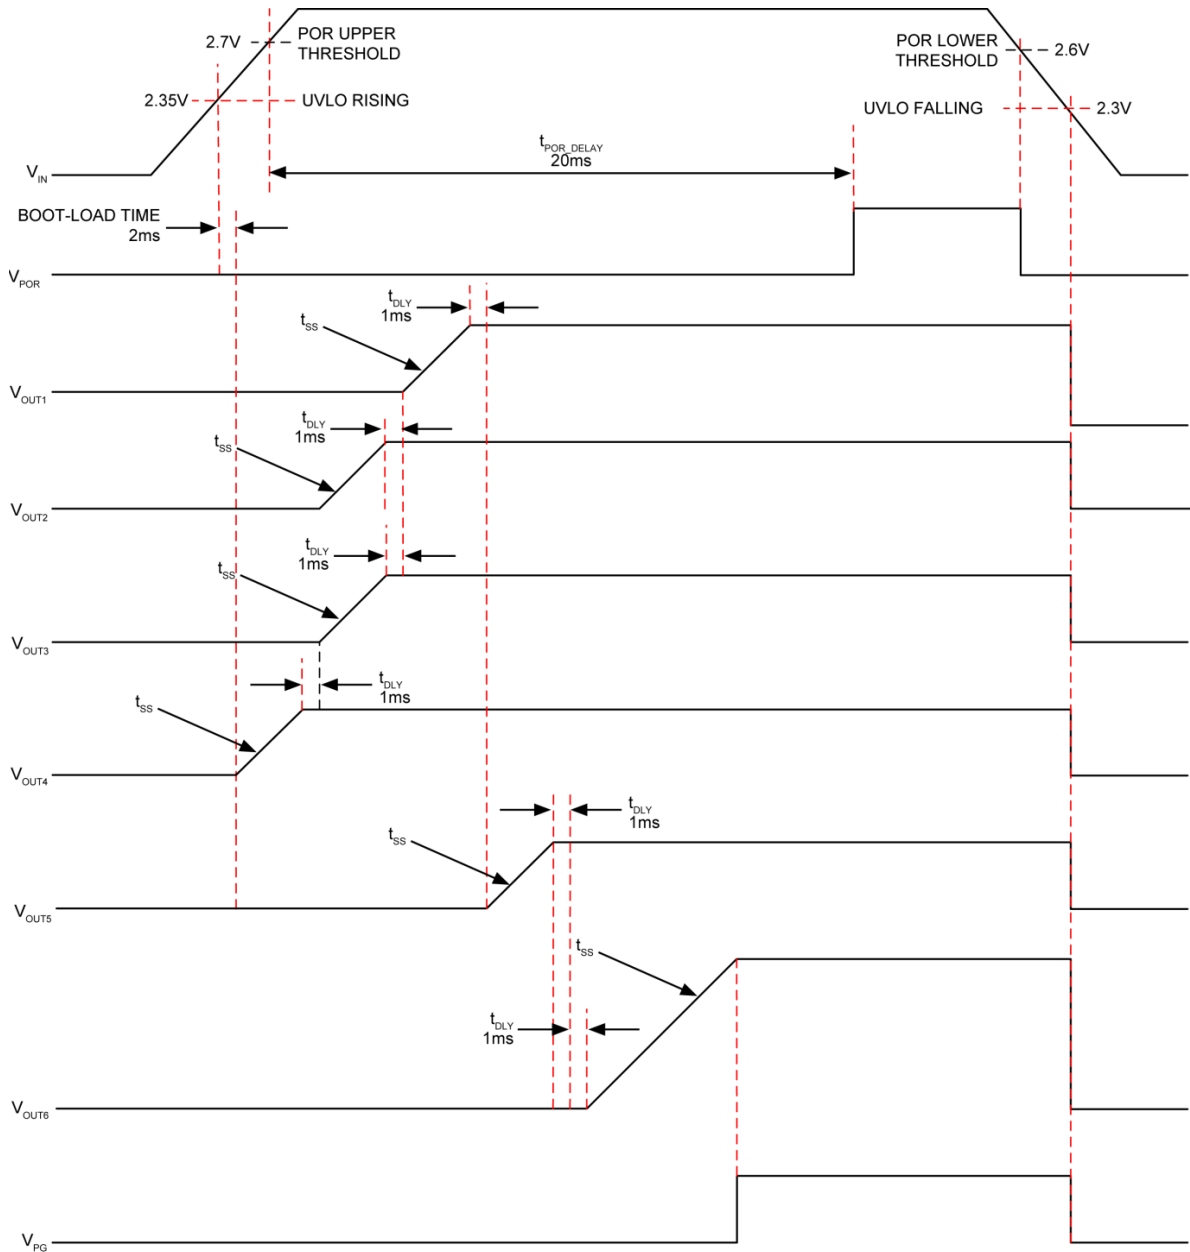 POR UPPER
THRESHOLD
2.7V
POR LOWER
THRESHOLD
2.6V
2.35V
UVLO RISING
UVLO FALLING
2.3V
tPOR_DELAY
20ms
VIN
BOOT-LOAD TIME
2ms
VPOR
tDLY
1ms
tSS
VOUT1
tDLY
1ms
tSS
VOUT2
tDLY
1ms
tSS
VOUT3
tDLY
1ms
tSS
VOUT4
tDLY
1ms
tSS
VOUT5
tSS
tDLY
1ms
VOUT6
VPG